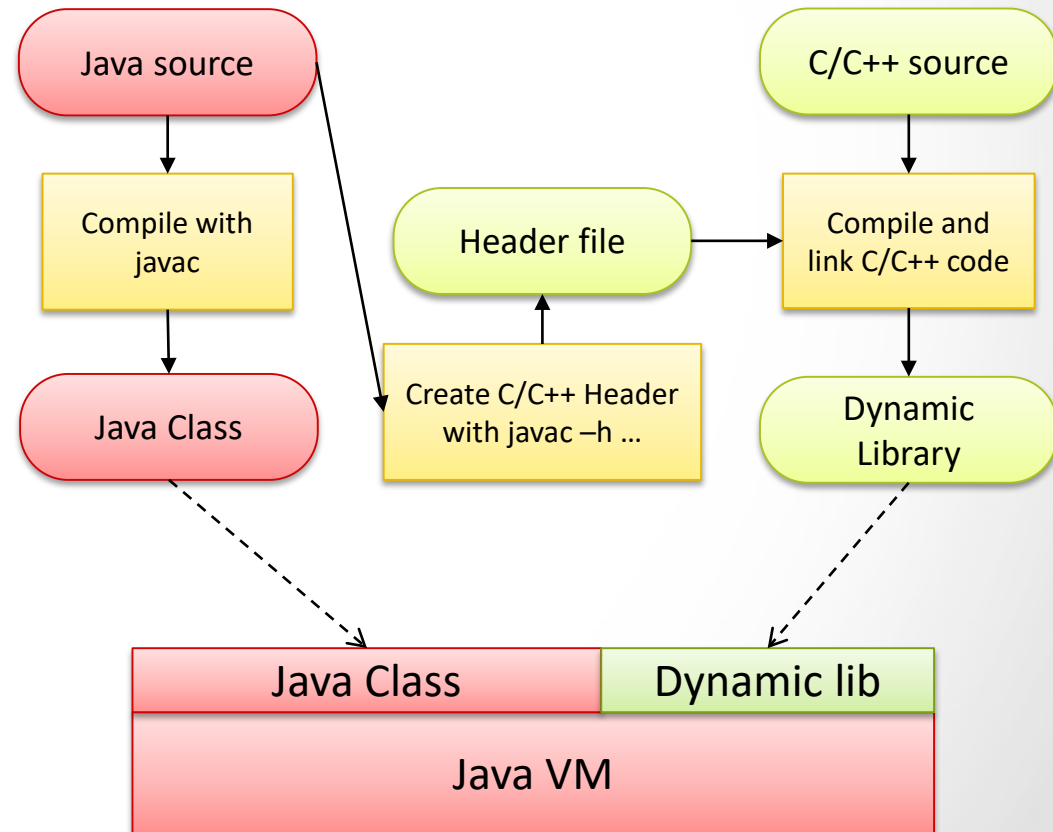 Java source
C/C++ source
Compile with
javac
Header file
Compile and
link C/C++ code
Java Class
Create C/C++ Header
with javac –h ...
Dynamic
Library
Java Class
Dynamic lib
Java VM